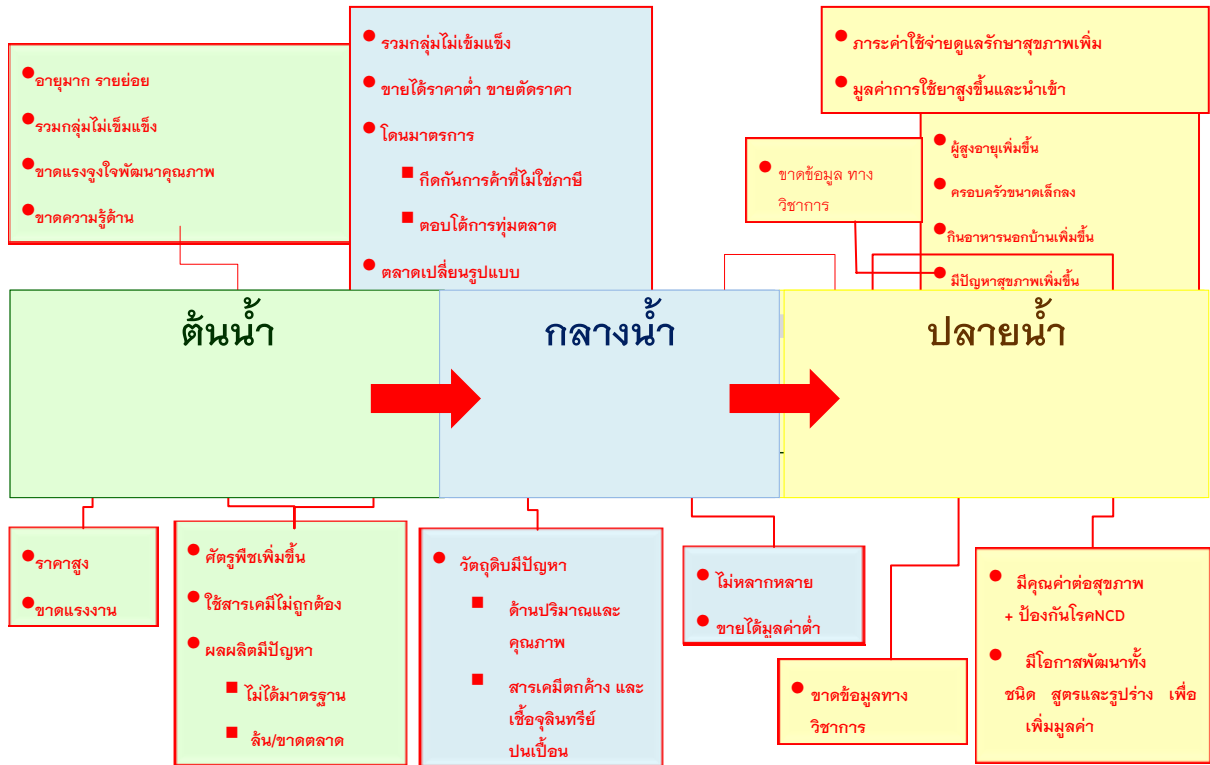 อายุมาก รายย่อย
รวมกลุ่มไม่เข็มแข็ง
ขาดแรงจูงใจพัฒนาคุณภาพ
ขาดความรู้ด้าน
รวมกลุ่มไม่เข้มแข็ง
ขายได้ราคาต่ำ ขายตัดราคา
โดนมาตรการ
กีดกันการค้าที่ไม่ใช่ภาษี
ตอบโต้การทุ่มตลาด
ตลาดเปลี่ยนรูปแบบ
ภาระค่าใช้จ่ายดูแลรักษาสุขภาพเพิ่ม
มูลค่าการใช้ยาสูงขึ้นและนำเข้า
ขาดข้อมูล ทาง
วิชาการ
ผู้สูงอายุเพิ่มขึ้น
ครอบครัวขนาดเล็กลง
กินอาหารนอกบ้านเพิ่มขึ้น
มีปัญหาสุขภาพเพิ่มขึ้น
ต้นน้ำ
กลางน้ำ
ปลายน้ำ
ราคาสูง
ขาดแรงงาน
ศัตรูพืชเพิ่มขึ้น
ใช้สารเคมีไม่ถูกต้อง
ผลผลิตมีปัญหา
ไม่ได้มาตรฐาน
ล้น/ขาดตลาด
วัตถุดิบมีปัญหา
ด้านปริมาณและ
คุณภาพ
สารเคมีตกค้าง และ
เชื้อจุลินทรีย์
ปนเปื้อน
ไม่หลากหลาย
ขายได้มูลค่าต่ำ
ขาดข้อมูลทาง
วิชาการ
มีคุณค่าต่อสุขภาพ
+ ป้องกันโรคNCD
มีโอกาสพัฒนาทั้ง
ชนิด สูตรและรูปร่าง เพื่อ
เพิ่มมูลค่า